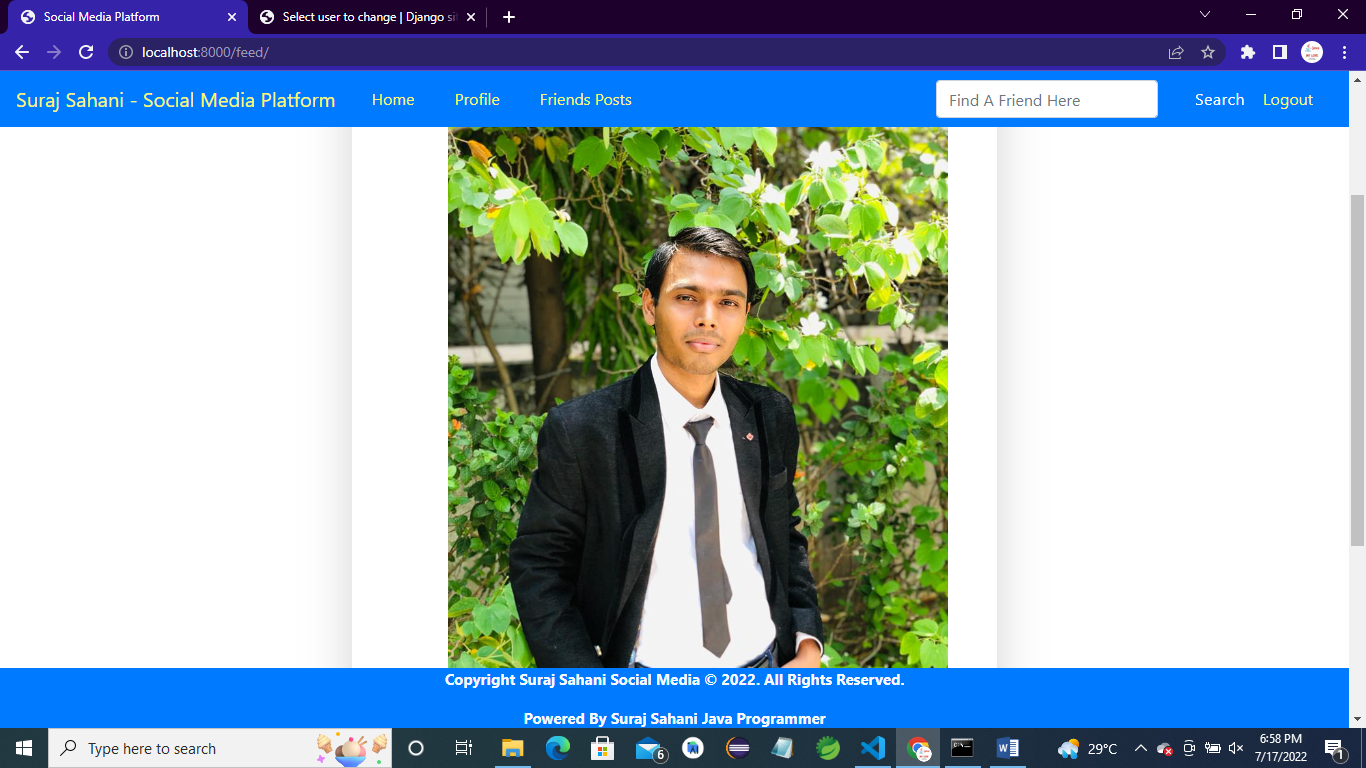 Social Media Platform
Select user to change | Django si
localhost:8000/feed/
Suraj Sahani - Social Media Platform Home Profile Friends Posts Find A Friend Here Search Logout
Copyright Suraj Sahani Social Media © 2022. All Rights Reserved.
Powered By Suraj Sahani Java Programmer
Type here to search
6
29°C
6:58 PM
7/17/2022
1